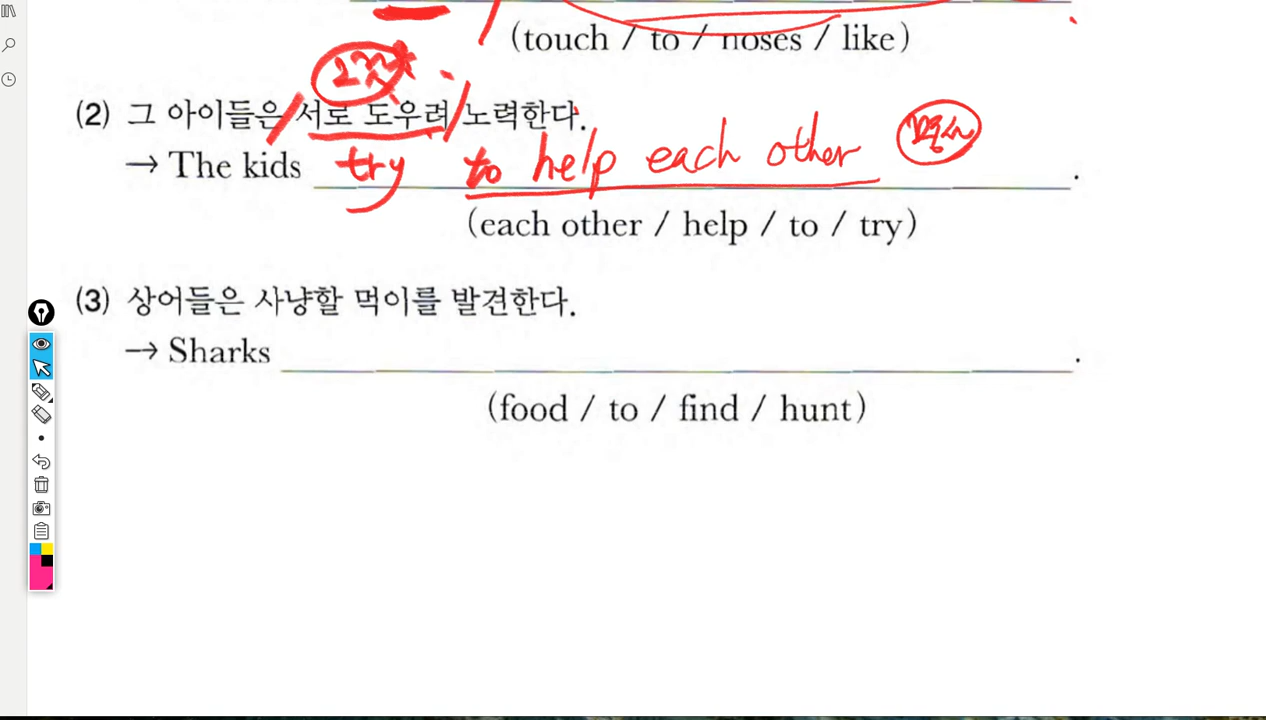 (touch / to / noses / like)
(2) 그 아이들은 서로 도우려 노력한다.
→ The kids try to help each other .
(each other / help / to / try)
(3) 상어들은 사냥할 먹이를 발견한다.
→ Sharks .
(food / to / find / hunt)